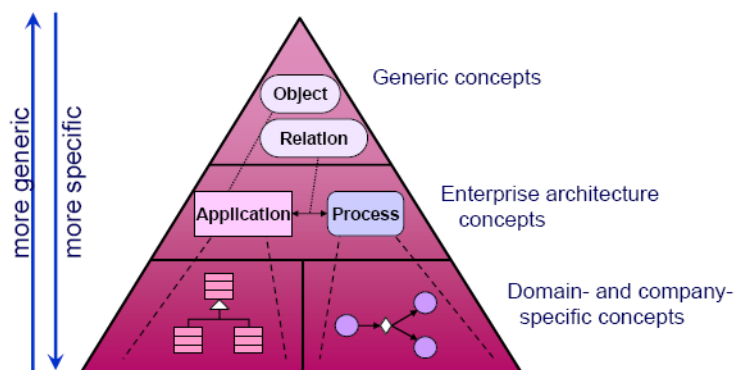 more generic
more specific
Generic concepts
Object
Relation
Enterprise architecture
concepts
Application
Process
Domain- and company-
specific concepts